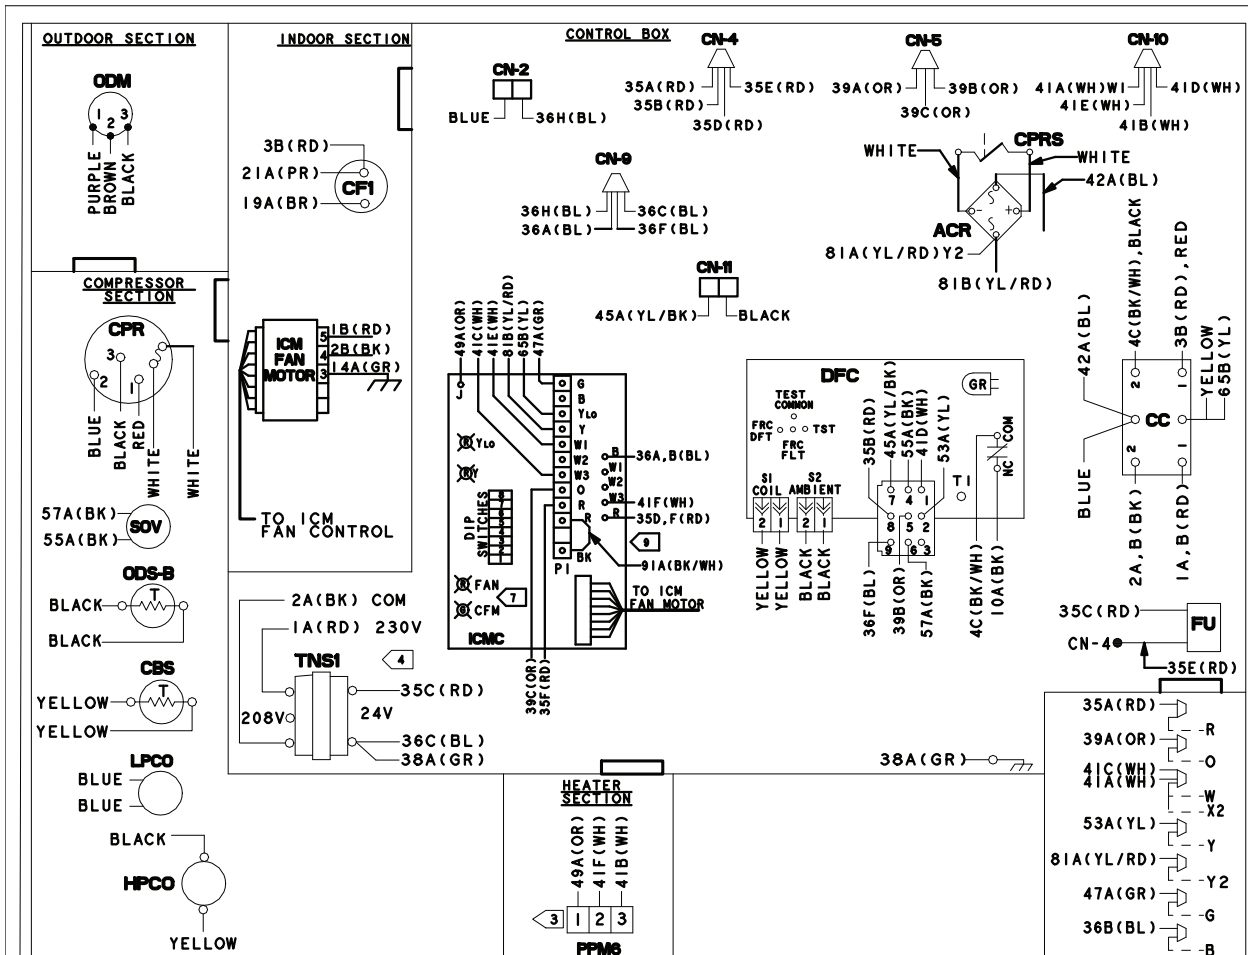 OUTDOOR SECTION
ODM
1 2 3
PURPLE
BROWN
BLACK
COMPRESSOR
SECTION
CPR
3
2 1
BLUE
BLACK
RED
WHITE
WHITE
57A(BK)
55A(BK)
SOV
ODS-B
BLACK
T
BLACK
CBS
YELLOW
T
YELLOW
LPCO
BLUE
BLUE
BLACK
HPCO
YELLOW
INDOOR SECTION
3B(RD)
21A(PR)
CF1
19A(BR)
ICM
FAN
MOTOR
5 1B(RD)
4 2B(BK)
3 14A(GR)
TO ICM
FAN CONTROL
2A(BK) COM
1A(RD) 230V
TNS1
4
35C(RD)
208V
24V
36C(BL)
38A(GR)
CONTROL BOX
CN-2
BLUE
36H(BL)
CN-4
35A(RD)
35E(RD)
35B(RD)
35D(RD)
CN-5
39A(OR)
39B(OR)
39C(OR)
CN-10
41A(WH)W1
41D(WH)
41E(WH)
41B(WH)
CN-9
36H(BL)
36C(BL)
36A(BL)
36F(BL)
CPRS
WHITE
WHITE
42A(BL)
- +
ACR
81A(YL/RD)Y2
81B(YL/RD)
CN-11
45A(YL/BK)
BLACK
49A(OR)
41C(WH)
41E(WH)
81B(YL/RD)
65B(YL)
47A(GR)
J
G
B
YLO
Y
W1
W2
W3
O
R
R YLO
R Y
DIP
SWITCHES
B 36A,B(BL)
W1
W2
W3 41F(WH)
R 35D,F(RD)
9
BK
91A(BK/WH)
P1
R FAN
G CFM
7
ICMC
TO ICM
FAN MOTOR
39C(OR)
35F(RD)
DFC
TEST
COMMON
FRC
DFT
TST
FRC
FLT
GR
S1
COIL
2 1
S2
AMBIENT
2 1
YELLOW
YELLOW
BLACK
BLACK
35B(RD)
45A(YL/BK)
55A(BK)
41D(WH)
53A(YL)
7 4 1
8 5 2
9 6 3
T1
COM
NC
36F(BL)
39B(OR)
57A(BK)
4C(BK/WH)
10A(BK)
42A(BL)
4C(BK/WH),BLACK
3B(RD),RED
YELLOW
65B(YL)
2 1
CC
2 1
BLUE
2A,B(BK)
1A,B(RD)
35C(RD)
FU
CN-4
35E(RD)
38A(GR)
35A(RD)
R
39A(OR)
O
41C(WH)
41A(WH)
W
X2
53A(YL)
Y
81A(YL/RD)
Y2
47A(GR)
G
36B(BL)
B
HEATER
SECTION
49A(OR)
41F(WH)
41B(WH)
3
1 2 3
PPM6